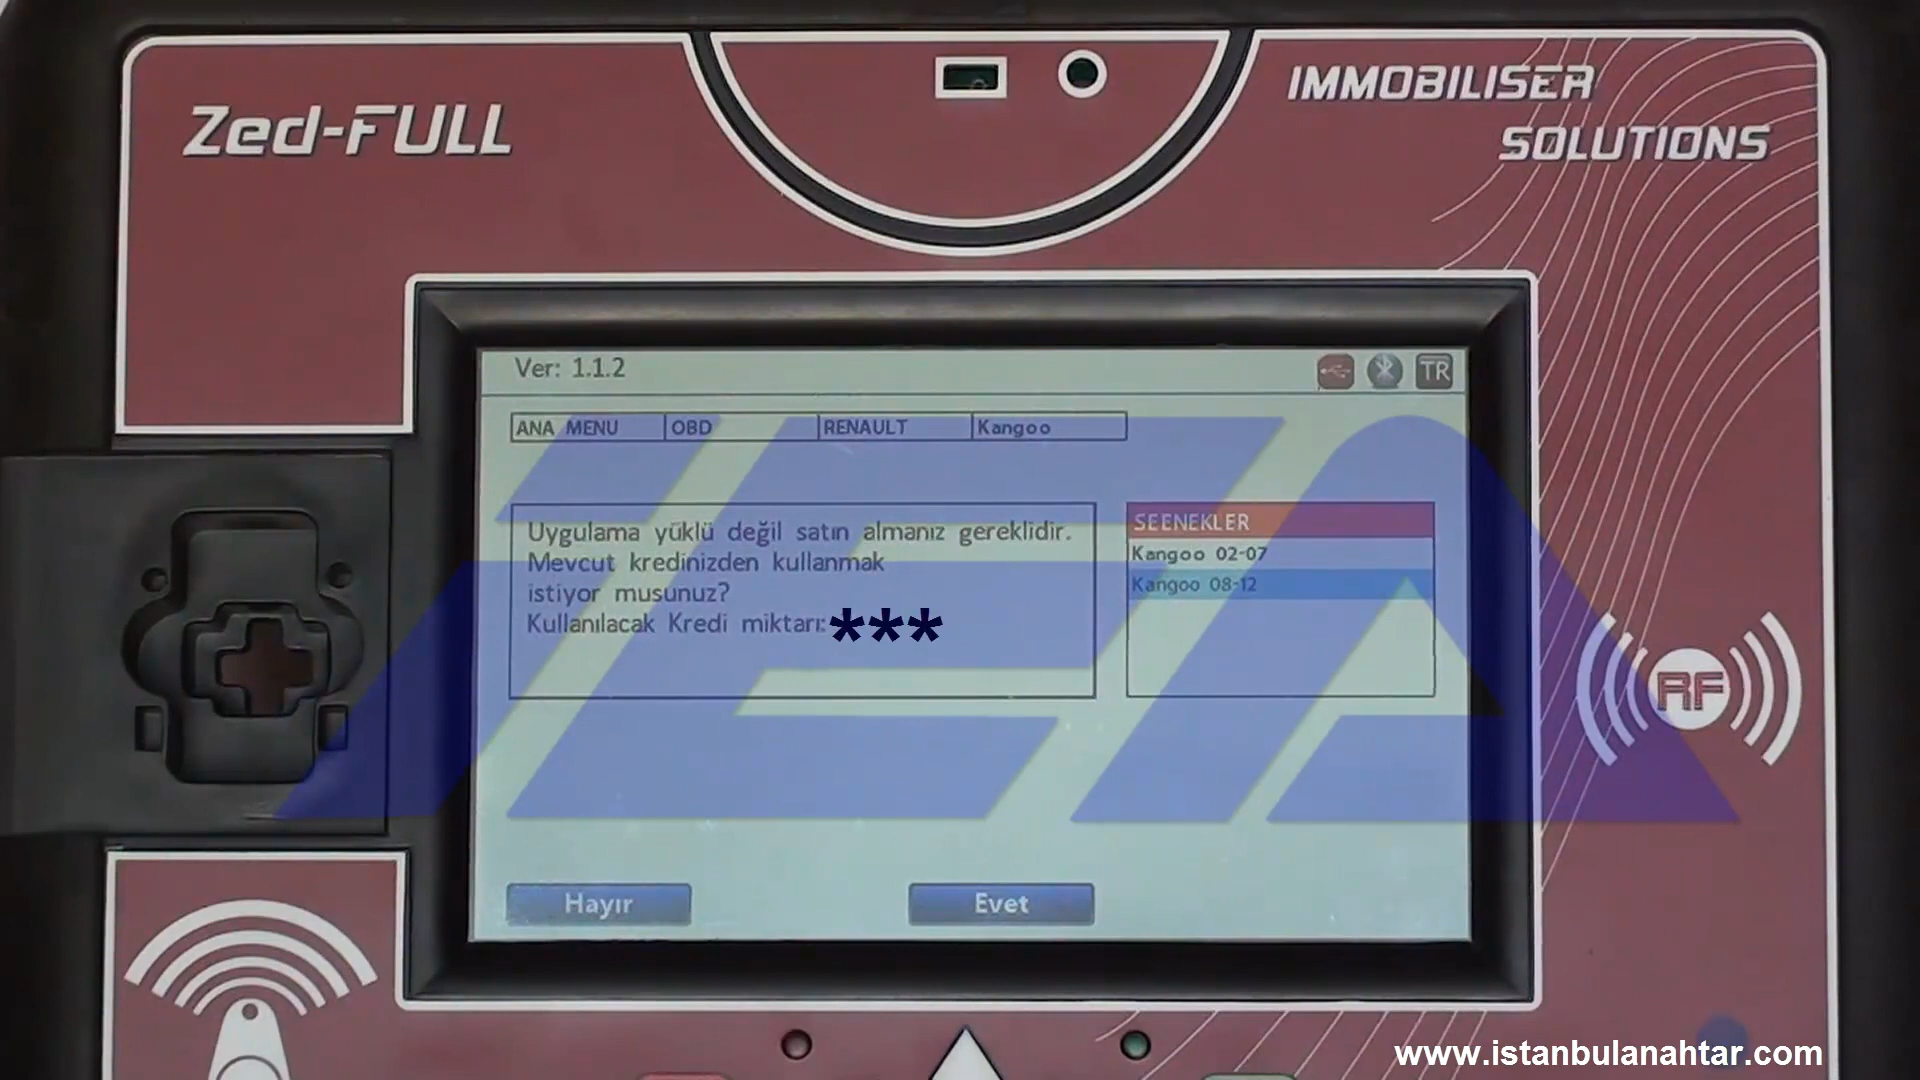 Zed-FULL
IMMOBILISER
SOLUTIONS
Ver: 1.1.2
TR
ANA MENU OBD RENAULT Kangoo
Uygulama yüklü değil satın almanız gereklidir.
Mevcut kredinizden kullanmak
istiyor musunuz?
Kullanılacak Kredi miktarı:***
SEENEKLER
Kangoo 02-07
Kangoo 08-12
RF
IEA
Hayır
Evet
www.istanbulanahtar.com